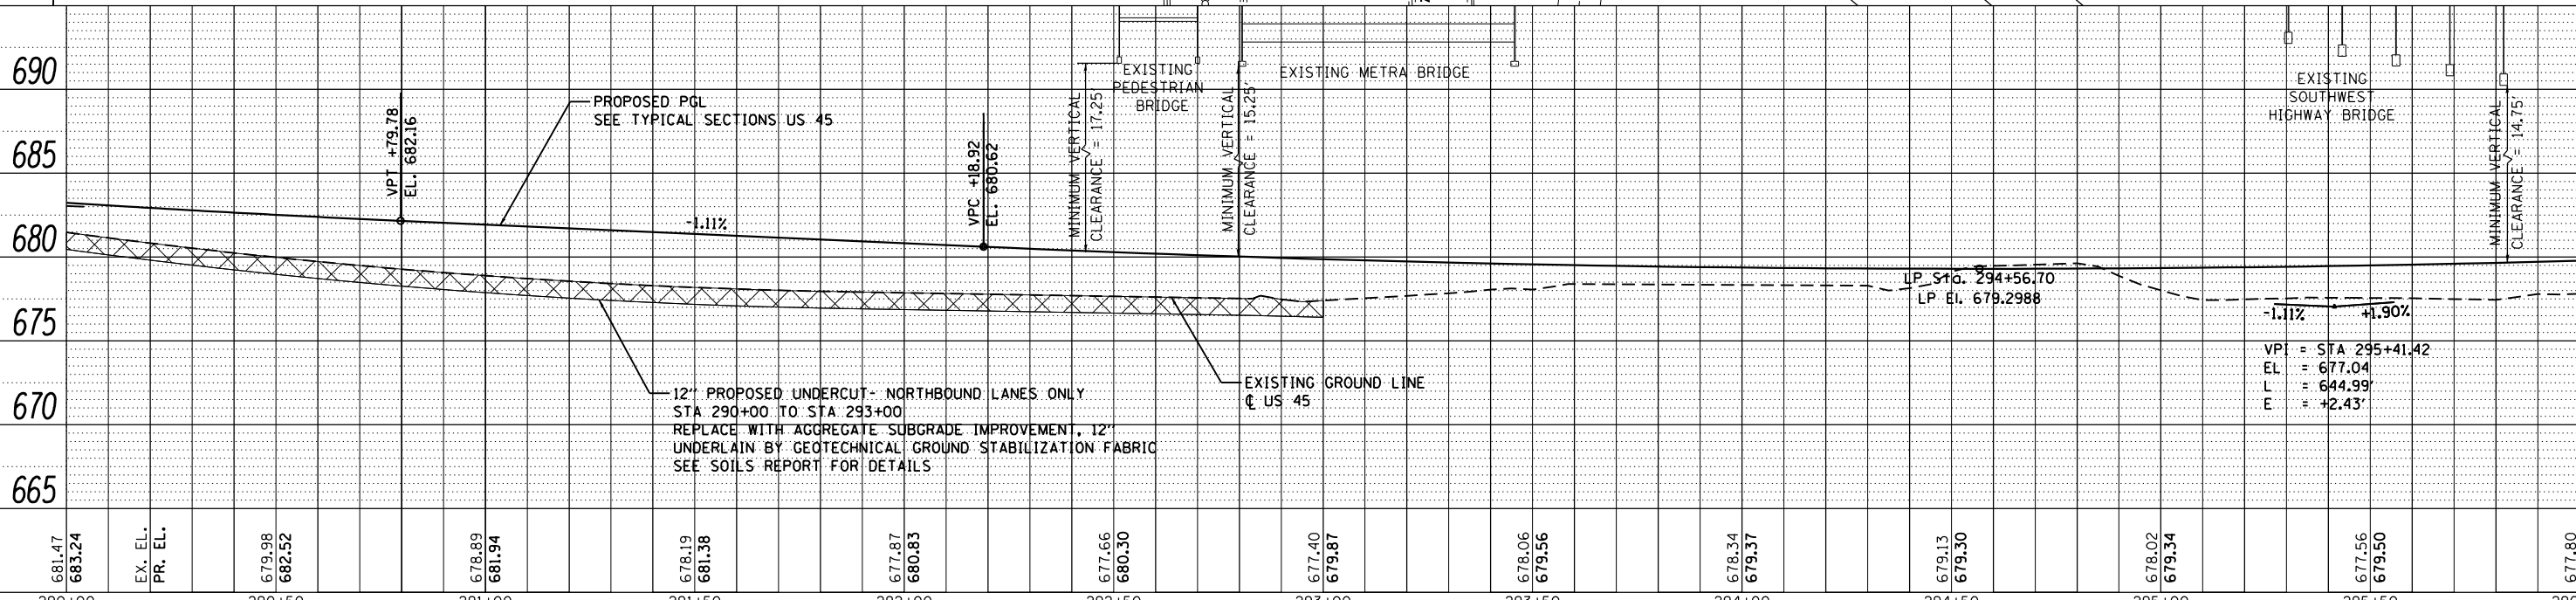 690
685
680
675
670
665
VPT +79.78
EL. 682.16
PROPOSED PGL
SEE TYPICAL SECTIONS US 45
-1.11%
VPC +18.92
EL. 680.62
MINIMUM VERTICAL
CLEARANCE = 17.25'
EXISTING
PEDESTRIAN
BRIDGE
MINIMUM VERTICAL
CLEARANCE = 15.25'
EXISTING METRA BRIDGE
EXISTING
SOUTHWEST
HIGHWAY BRIDGE
MINIMUM VERTICAL
CLEARANCE = 14.75'
LP Sta. 294+56.70
LP El. 679.2988
-1.11% +1.90%
VPI = STA 295+41.42
EL = 677.04
L = 644.99'
E = +2.43'
12" PROPOSED UNDERCUT- NORTHBOUND LANES ONLY
STA 290+00 TO STA 293+00
REPLACE WITH AGGREGATE SUBGRADE IMPROVEMENT, 12"
UNDERLAIN BY GEOTECHNICAL GROUND STABILIZATION FABRIC
SEE SOILS REPORT FOR DETAILS
EXISTING GROUND LINE
℄ US 45
681.47
683.24
EX. EL.
PR. EL.
679.98
682.52
678.89
681.94
678.19
681.38
677.87
680.83
677.66
680.30
677.40
679.87
678.06
679.56
678.34
679.37
679.13
679.30
678.02
679.34
677.56
679.50
677.80